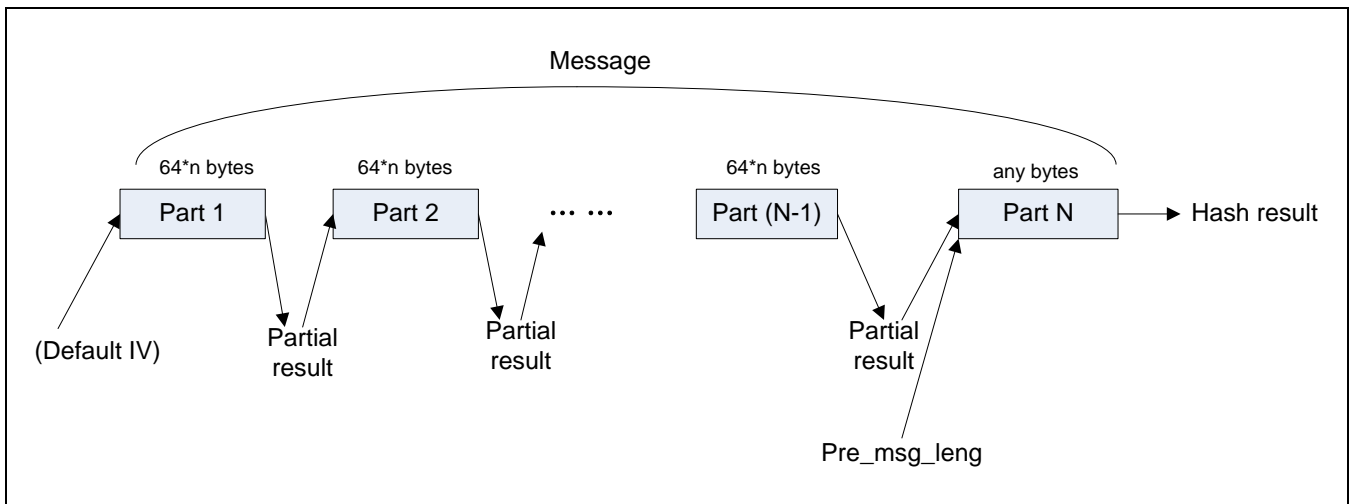 Message
64*n bytes
64*n bytes
64*n bytes
any bytes
Part 1
Part 2
... ...
Part (N-1)
Part N
Hash result
(Default IV)
Partial
result
Partial
result
Partial
result
Pre_msg_leng